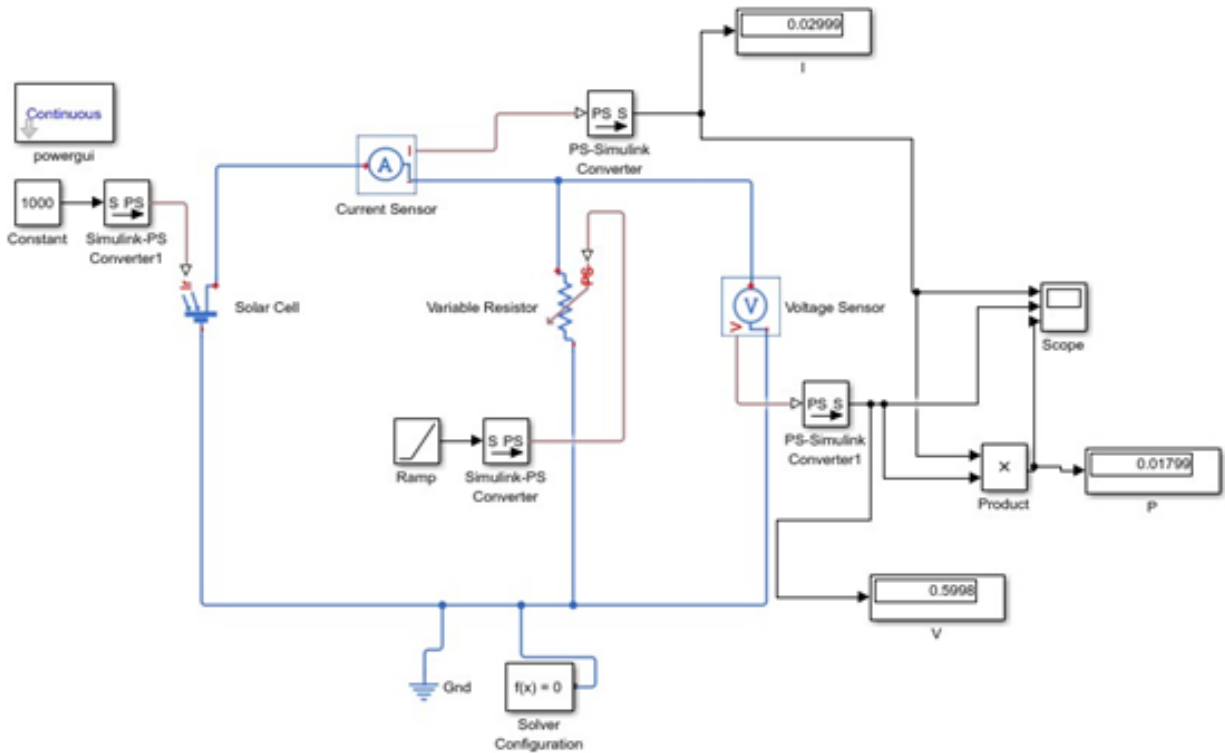 0.02999
I
Continuous
powergui
PS S
PS-Simulink
Converter
A
I
Current Sensor
1000
Constant
S PS
Simulink-PS
Converter1
Ir
Solar Cell
Variable Resistor
PS
V
V
Voltage Sensor
Scope
Ramp
S PS
Simulink-PS
Converter
PS S
PS-Simulink
Converter1
×
Product
0.01799
P
0.5998
V
Gnd
f(x) = 0
Solver
Configuration